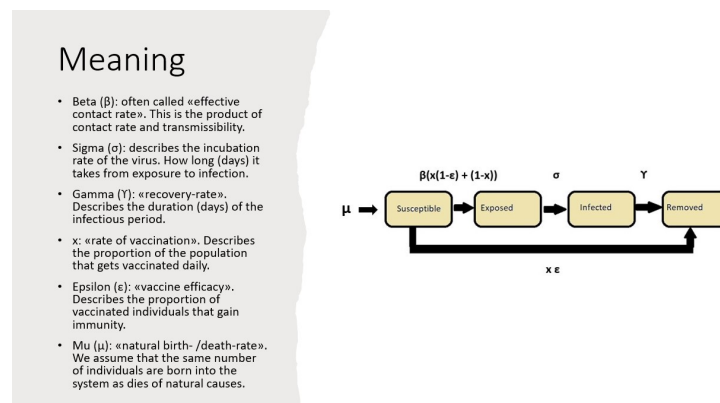 Meaning
• Beta (β): often called «effective
contact rate». This is the product of
contact rate and transmissibility.
• Sigma (σ): describes the incubation
rate of the virus. How long (days) it
takes from exposure to infection.
• Gamma (ϒ): «recovery-rate».
Describes the duration (days) of the
infectious period.
• x: «rate of vaccination». Describes
the proportion of the population
that gets vaccinated daily.
• Epsilon (ε): «vaccine efficacy».
Describes the proportion of
vaccinated individuals that gain
immunity.
• Mu (μ): «natural birth- /death-rate».
We assume that the same number
of individuals are born into the
system as dies of natural causes.
β(x(1-ε) + (1-x)) σ ϒ
μ Susceptible Exposed Infected Removed
x ε